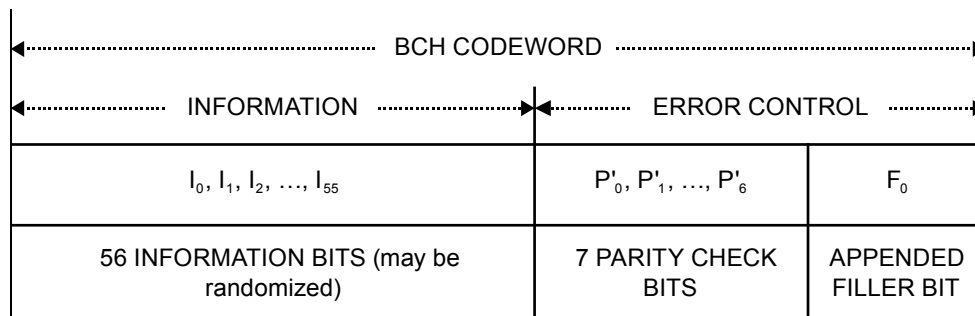 BCH CODEWORD
INFORMATION ERROR CONTROL
I₀, I₁, I₂, …, I₅₅ P'₀, P'₁, …, P'₆ F₀
56 INFORMATION BITS (may be randomized) 7 PARITY CHECK BITS APPENDED FILLER BIT